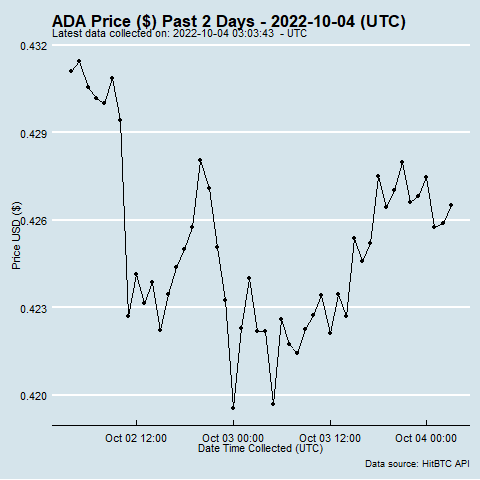 ADA Price ($) Past 2 Days - 2022-10-04 (UTC)
Latest data collected on: 2022-10-04 03:03:43 - UTC
0.432
0.429
0.426
0.423
0.420
Price USD ($)
Oct 02 12:00 Oct 03 00:00 Oct 03 12:00 Oct 04 00:00
Date Time Collected (UTC)
Data source: HitBTC API